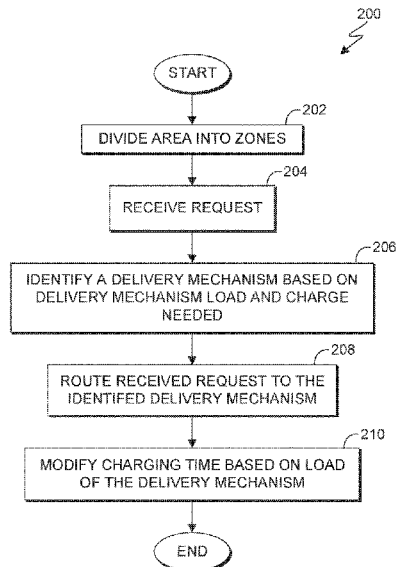 200
START
202
DIVIDE AREA INTO ZONES
204
RECEIVE REQUEST
206
IDENTIFY A DELIVERY MECHANISM BASED ON
DELIVERY MECHANISM LOAD AND CHARGE
NEEDED
208
ROUTE RECEIVED REQUEST TO THE
IDENTIFED DELIVERY MECHANISM
210
MODIFY CHARGING TIME BASED ON LOAD
OF THE DELIVERY MECHANISM
END